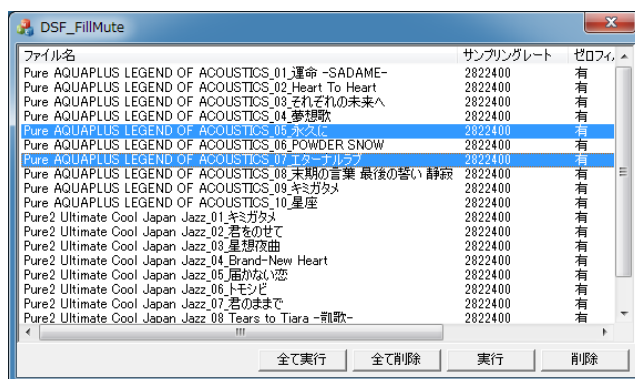 DSF_FillMute
ファイル名 サンプリングレート ゼロフィ
Pure AQUAPLUS LEGEND OF ACOUSTICS_01_運命 -SADAME- 2822400 有
Pure AQUAPLUS LEGEND OF ACOUSTICS_02_Heart To Heart 2822400 有
Pure AQUAPLUS LEGEND OF ACOUSTICS_03_それぞれの未来へ 2822400 有
Pure AQUAPLUS LEGEND OF ACOUSTICS_04_夢想歌 2822400 有
Pure AQUAPLUS LEGEND OF ACOUSTICS_05_永久に 2822400 有
Pure AQUAPLUS LEGEND OF ACOUSTICS_06_POWDER SNOW 2822400 有
Pure AQUAPLUS LEGEND OF ACOUSTICS_07_エターナルラブ 2822400 有
Pure AQUAPLUS LEGEND OF ACOUSTICS_08_末期の言葉 最後の誓い 静寂 2822400 有
Pure AQUAPLUS LEGEND OF ACOUSTICS_09_キミガタメ 2822400 有
Pure AQUAPLUS LEGEND OF ACOUSTICS_10_星座 2822400 有
Pure2 Ultimate Cool Japan Jazz_01_キミガタメ 2822400 有
Pure2 Ultimate Cool Japan Jazz_02_君をのせて 2822400 有
Pure2 Ultimate Cool Japan Jazz_03_星想夜曲 2822400 有
Pure2 Ultimate Cool Japan Jazz_04_Brand-New Heart 2822400 有
Pure2 Ultimate Cool Japan Jazz_05_届かない恋 2822400 有
Pure2 Ultimate Cool Japan Jazz_06_トモシビ 2822400 有
Pure2 Ultimate Cool Japan Jazz_07_君のままで 2822400 有
Pure2 Ultimate Cool Japan Jazz_08_Tears to Tiara -凱歌- 2822400 有
全て実行 全て削除 実行 削除